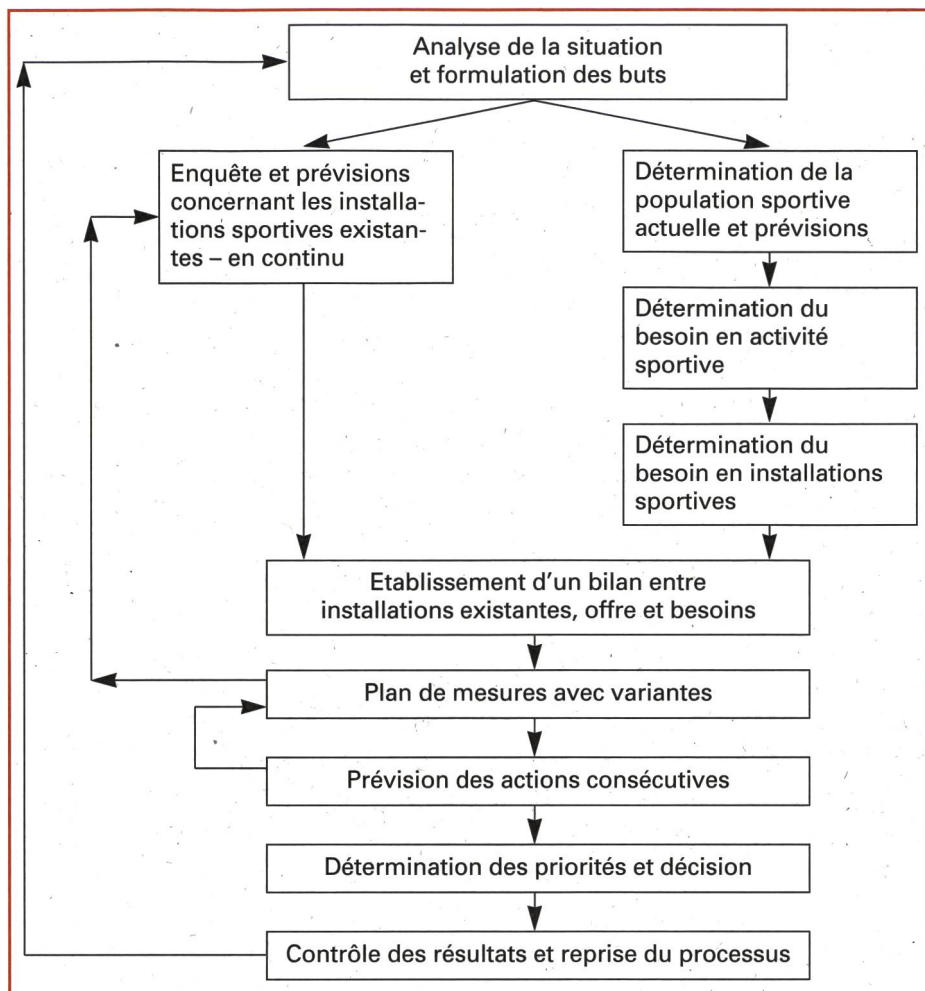 Analyse de la situation
et formulation des buts
Enquête et prévisions
concernant les installa-
tions sportives existan-
tes – en continu
Détermination de la
population sportive
actuelle et prévisions
Détermination du
besoin en activité
sportive
Détermination du
besoin en installations
sportives
Etablissement d'un bilan entre
installations existantes, offre et besoins
Plan de mesures avec variantes
Prévision des actions consécutives
Détermination des priorités et décision
Contrôle des résultats et reprise du processus